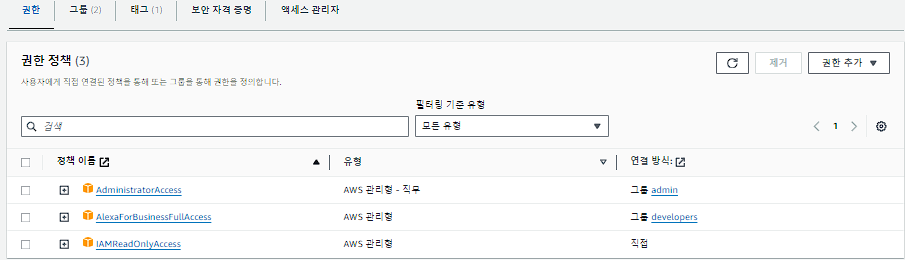 권한 그룹 (2) 태그 (1) 보안 자격 증명 액세스 관리자
권한 정책 (3)
제거 권한 추가
사용자에게 직접 연결된 정책을 통해 또는 그룹을 통해 권한을 정의합니다.
필터링 기준 유형
검색 모든 유형 1
정책 이름 유형 연결 방식:
AdministratorAccess AWS 관리형 - 직무 그룹 admin
AlexaForBusinessFullAccess AWS 관리형 그룹 developers
IAMReadOnlyAccess AWS 관리형 직접